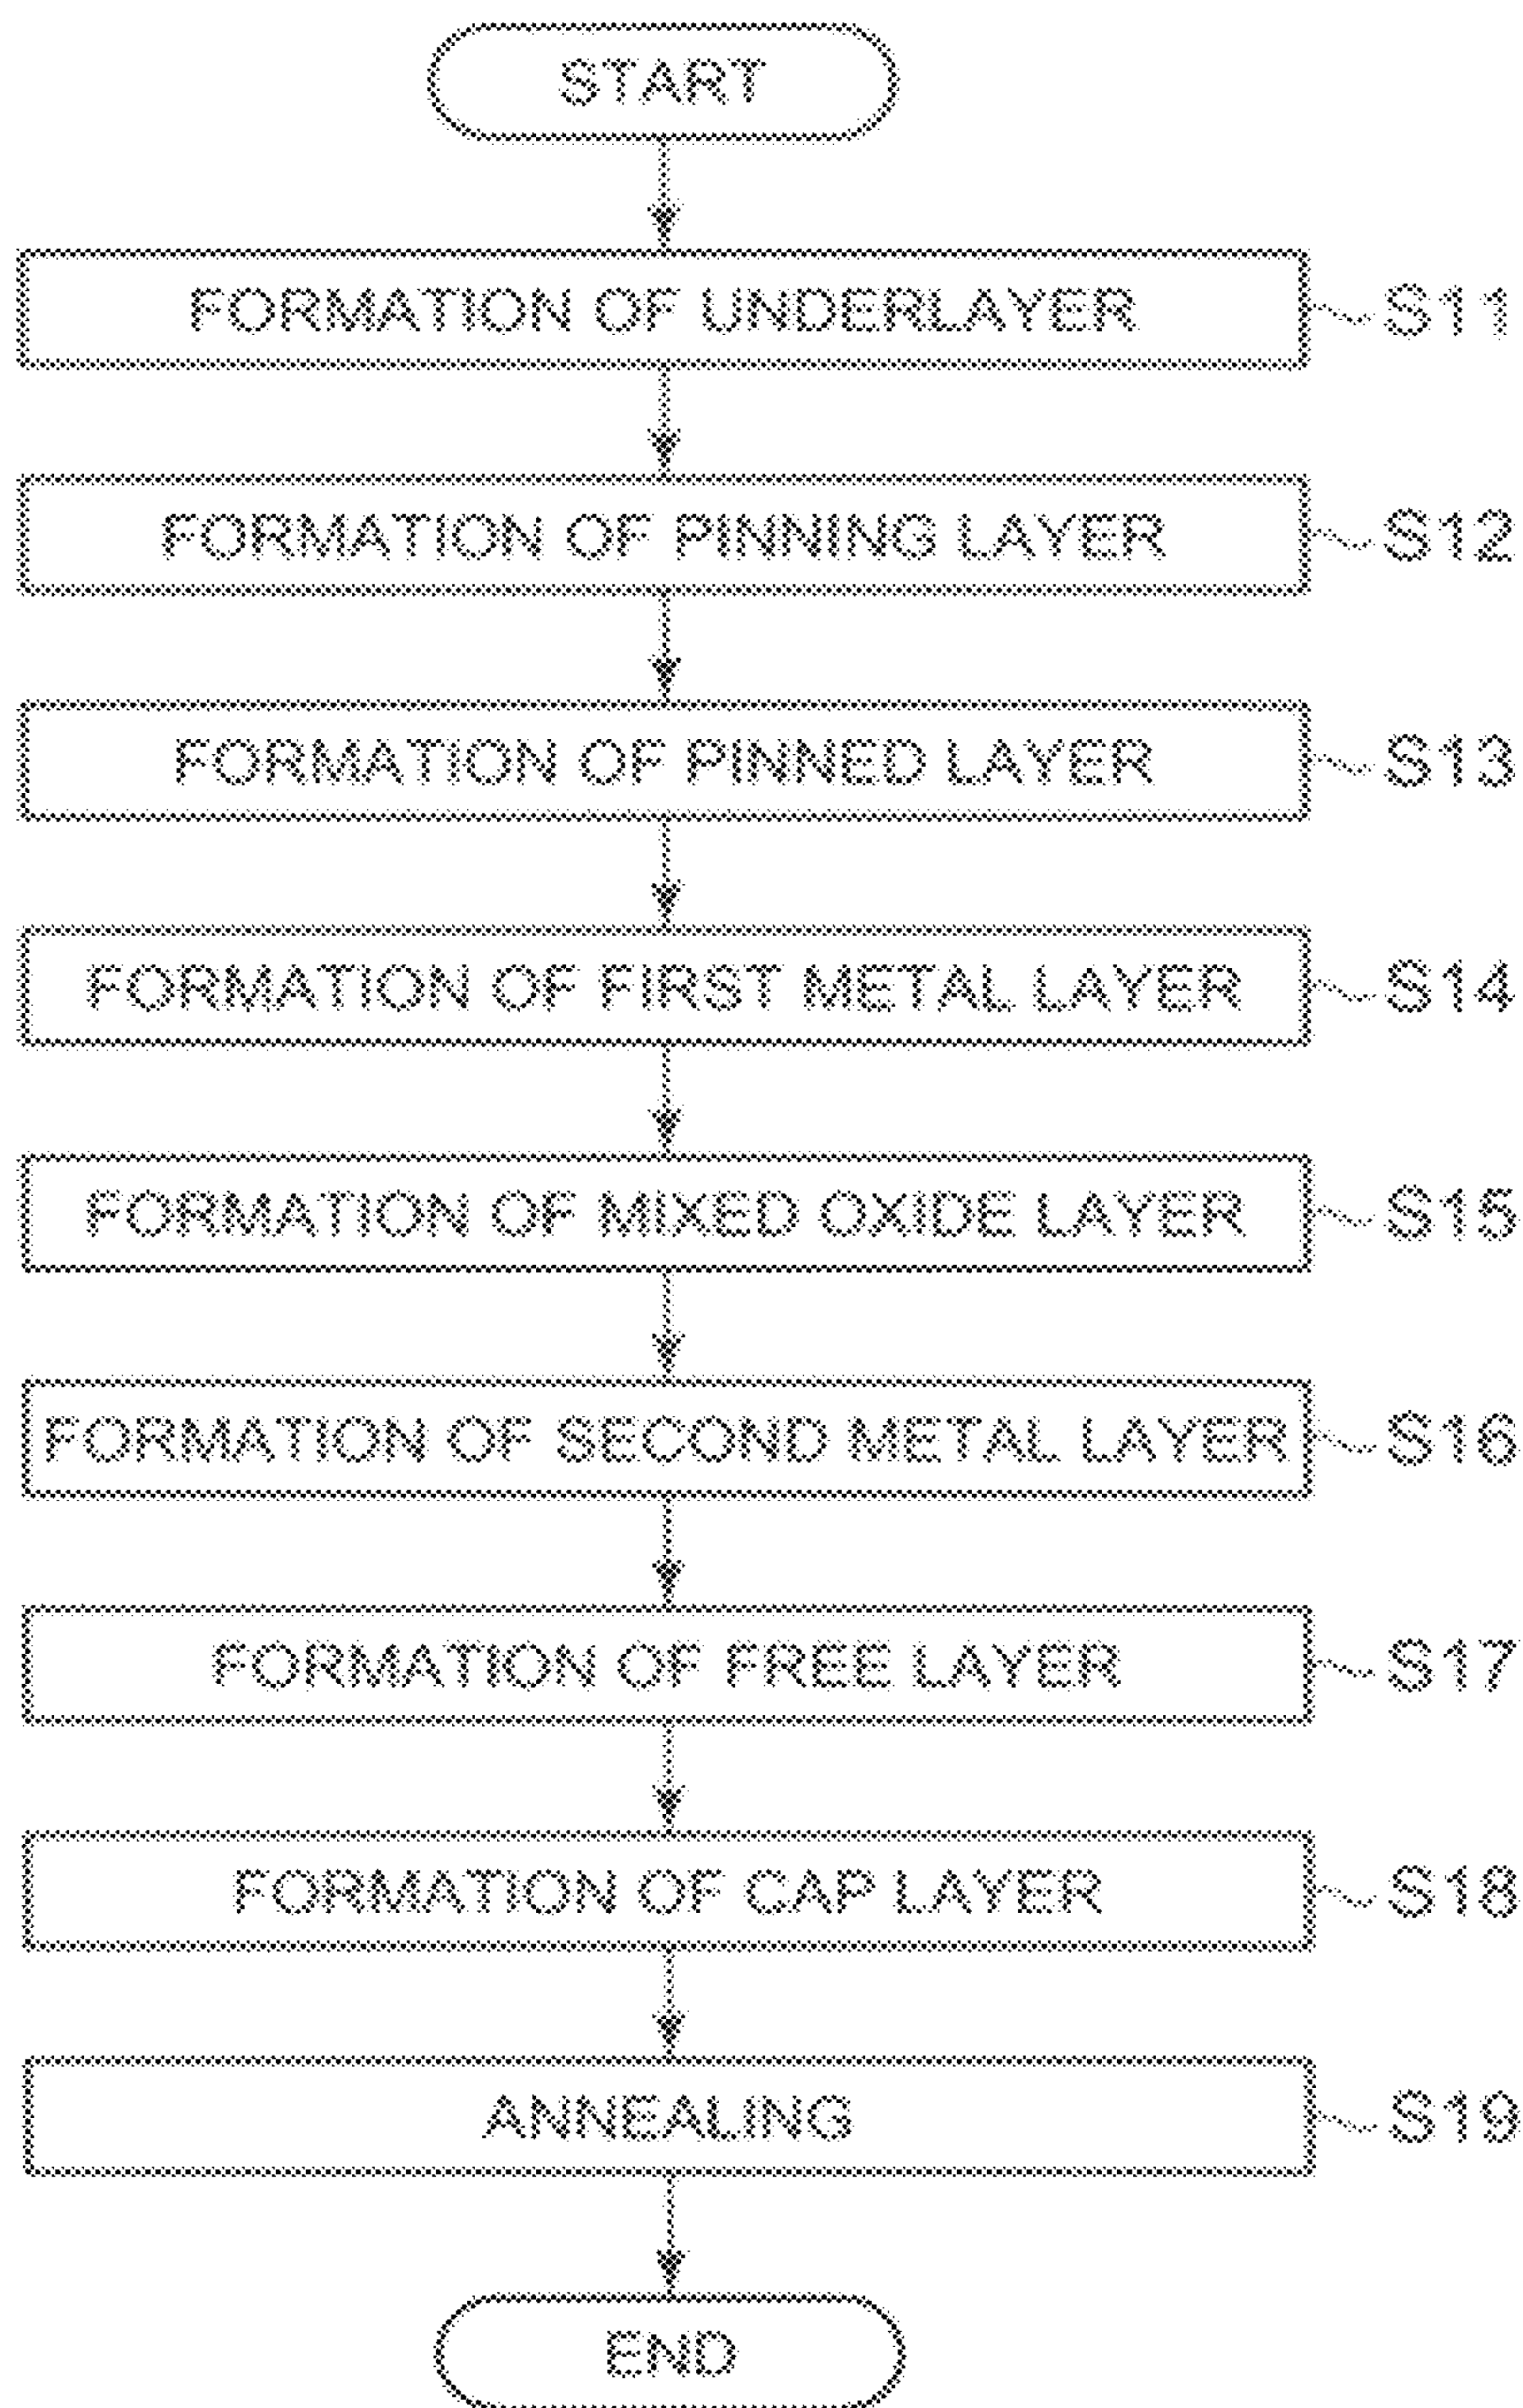 START
FORMATION OF UNDERLAYER S11
FORMATION OF PINNING LAYER S12
FORMATION OF PINNED LAYER S13
FORMATION OF FIRST METAL LAYER S14
FORMATION OF MIXED OXIDE LAYER S15
FORMATION OF SECOND METAL LAYER S16
FORMATION OF FREE LAYER S17
FORMATION OF CAP LAYER S18
ANNEALING S19
END